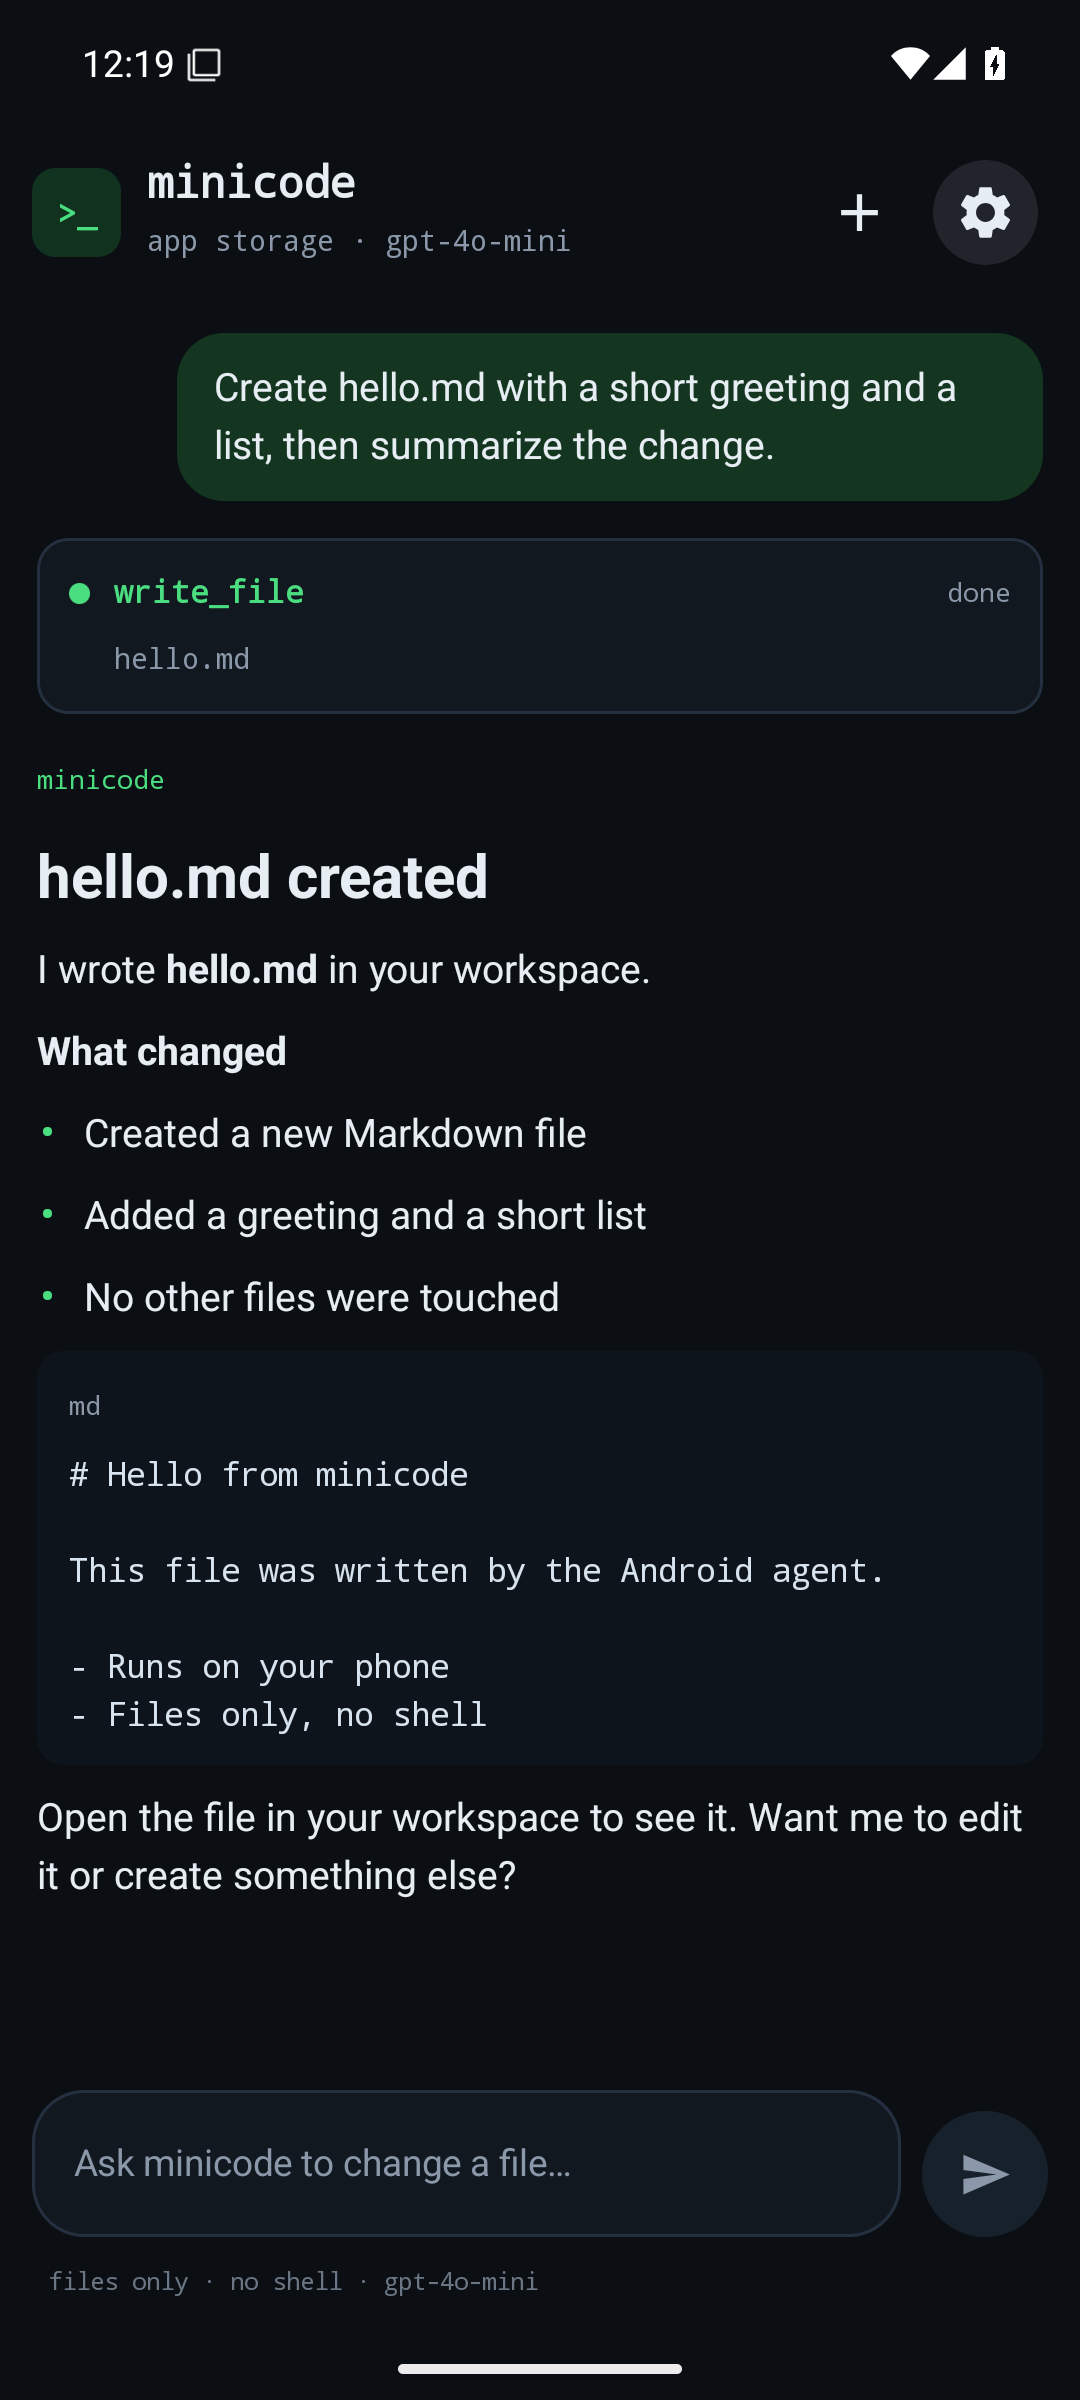 12:19
>_
minicode
app storage · gpt-4o-mini
Create hello.md with a short greeting and a
list, then summarize the change.
write_file
done
hello.md
minicode
hello.md created
I wrote hello.md in your workspace.
What changed
• Created a new Markdown file
• Added a greeting and a short list
• No other files were touched
md
# Hello from minicode
This file was written by the Android agent.
- Runs on your phone
- Files only, no shell
Open the file in your workspace to see it. Want me to edit
it or create something else?
Ask minicode to change a file…
files only · no shell · gpt-4o-mini